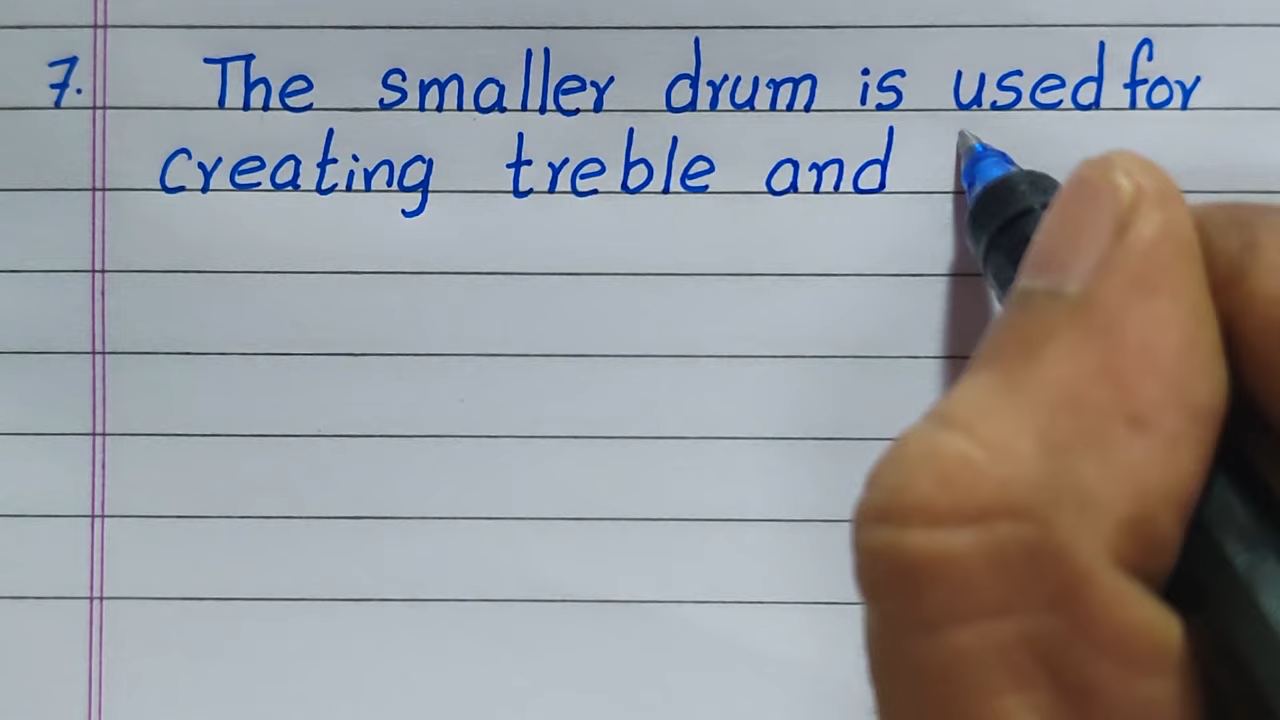 7. The smaller drum is used for
creating treble and